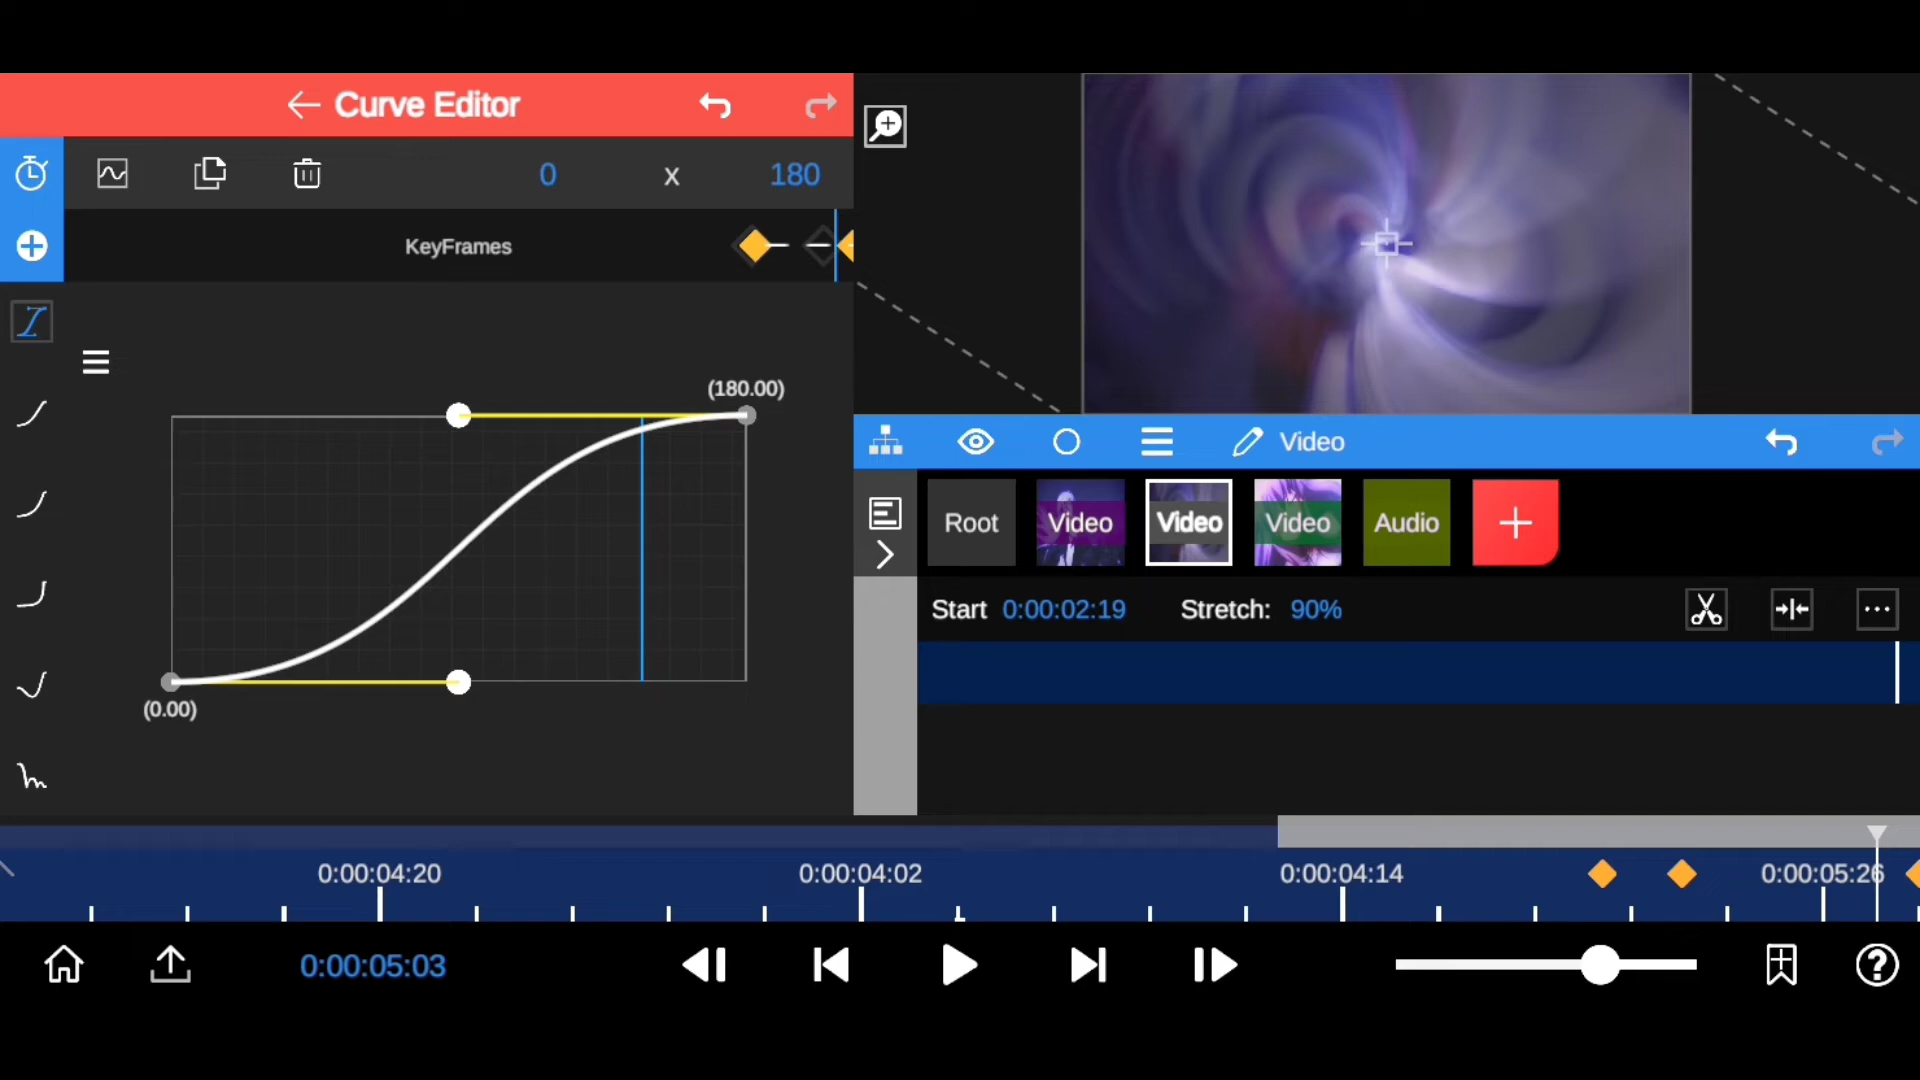 Curve Editor
0 x 180
KeyFrames
(180.00)
(0.00)
Video
Root Video Video Video Audio
Start 0:00:02:19 Stretch: 90%
0:00:04:20 0:00:04:02 0:00:04:14 0:00:05:26
0:00:05:03